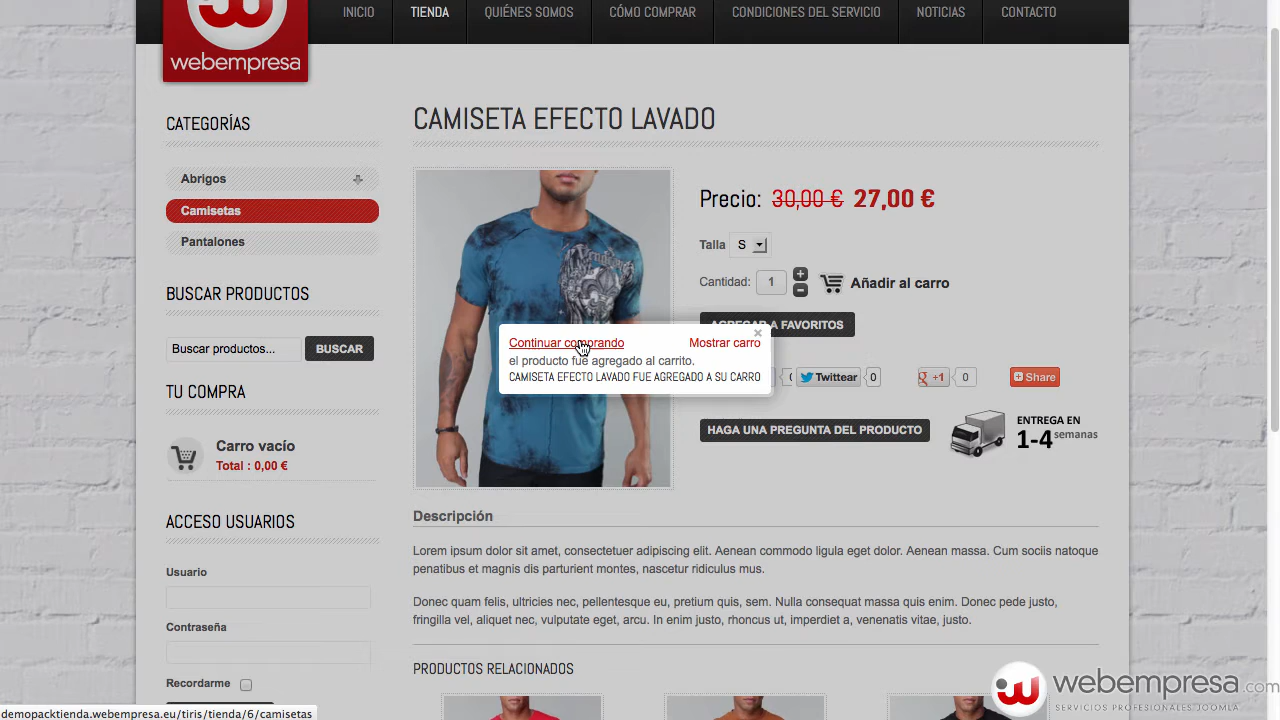 INICIO
TIENDA
QUIÉNES SOMOS
CÓMO COMPRAR
CONDICIONES DEL SERVICIO
NOTICIAS
CONTACTO
webempresa
CATEGORÍAS
Abrigos
Camisetas
Pantalones
BUSCAR PRODUCTOS
Buscar productos...
BUSCAR
TU COMPRA
Carro vacío
Total : 0,00 €
ACCESO USUARIOS
Usuario
Contraseña
Recordarme
CAMISETA EFECTO LAVADO
Precio: 30,00 € 27,00 €
Talla S
Cantidad: 1
Añadir al carro
AGREGAR A FAVORITOS
Continuar comprando
Mostrar carro
el producto fue agregado al carrito.
CAMISETA EFECTO LAVADO FUE AGREGADO A SU CARRO
Twittear 0
g +1 0
Share
HAGA UNA PREGUNTA DEL PRODUCTO
ENTREGA EN
1-4 semanas
Descripción
Lorem ipsum dolor sit amet, consectetuer adipiscing elit. Aenean commodo ligula eget dolor. Aenean massa. Cum sociis natoque
penatibus et magnis dis parturient montes, nascetur ridiculus mus.
Donec quam felis, ultricies nec, pellentesque eu, pretium quis, sem. Nulla consequat massa quis enim. Donec pede justo,
fringilla vel, aliquet nec, vulputate eget, arcu. In enim justo, rhoncus ut, imperdiet a, venenatis vitae, justo.
PRODUCTOS RELACIONADOS
webempresa.com
SERVICIOS PROFESIONALES JOOMLA
demopacktienda.webempresa.eu/tiris/tienda/6/camisetas